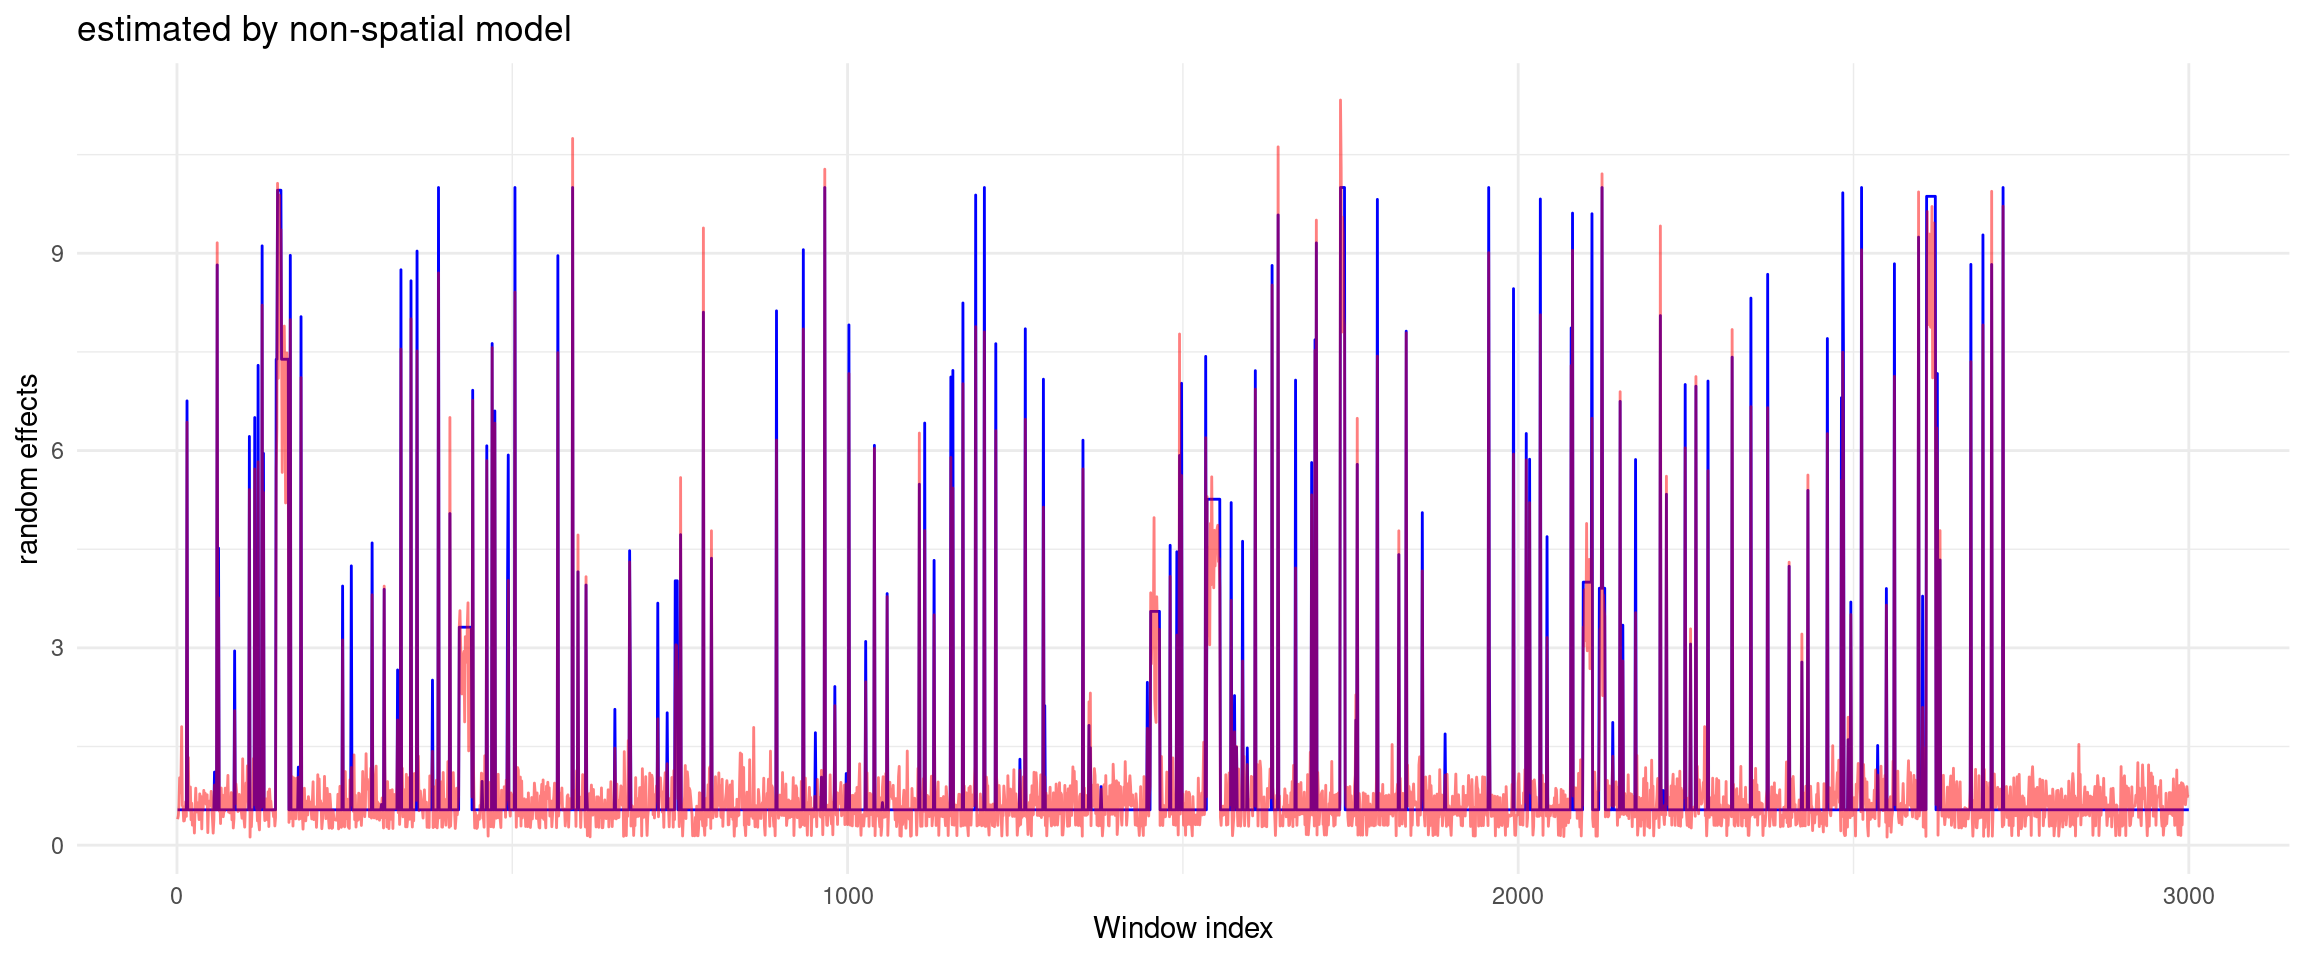 estimated by non-spatial model
random effects
9
6
3
0
0
1000
2000
3000
Window index